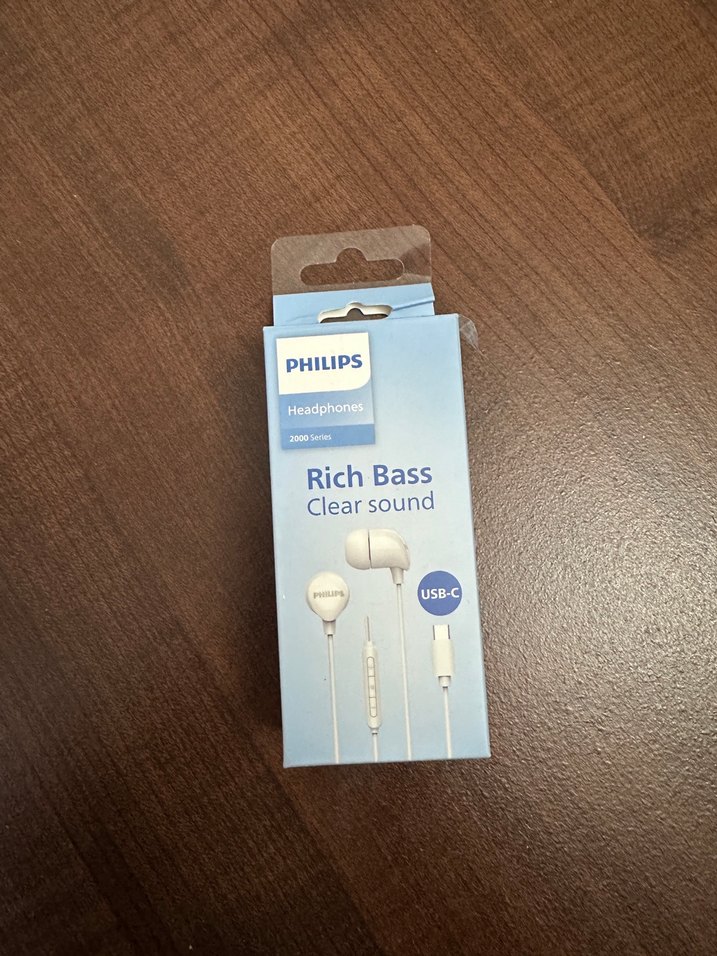 PHILIPS
Headphones
2000 Series
Rich Bass
Clear sound
PHILIPS
USB-C